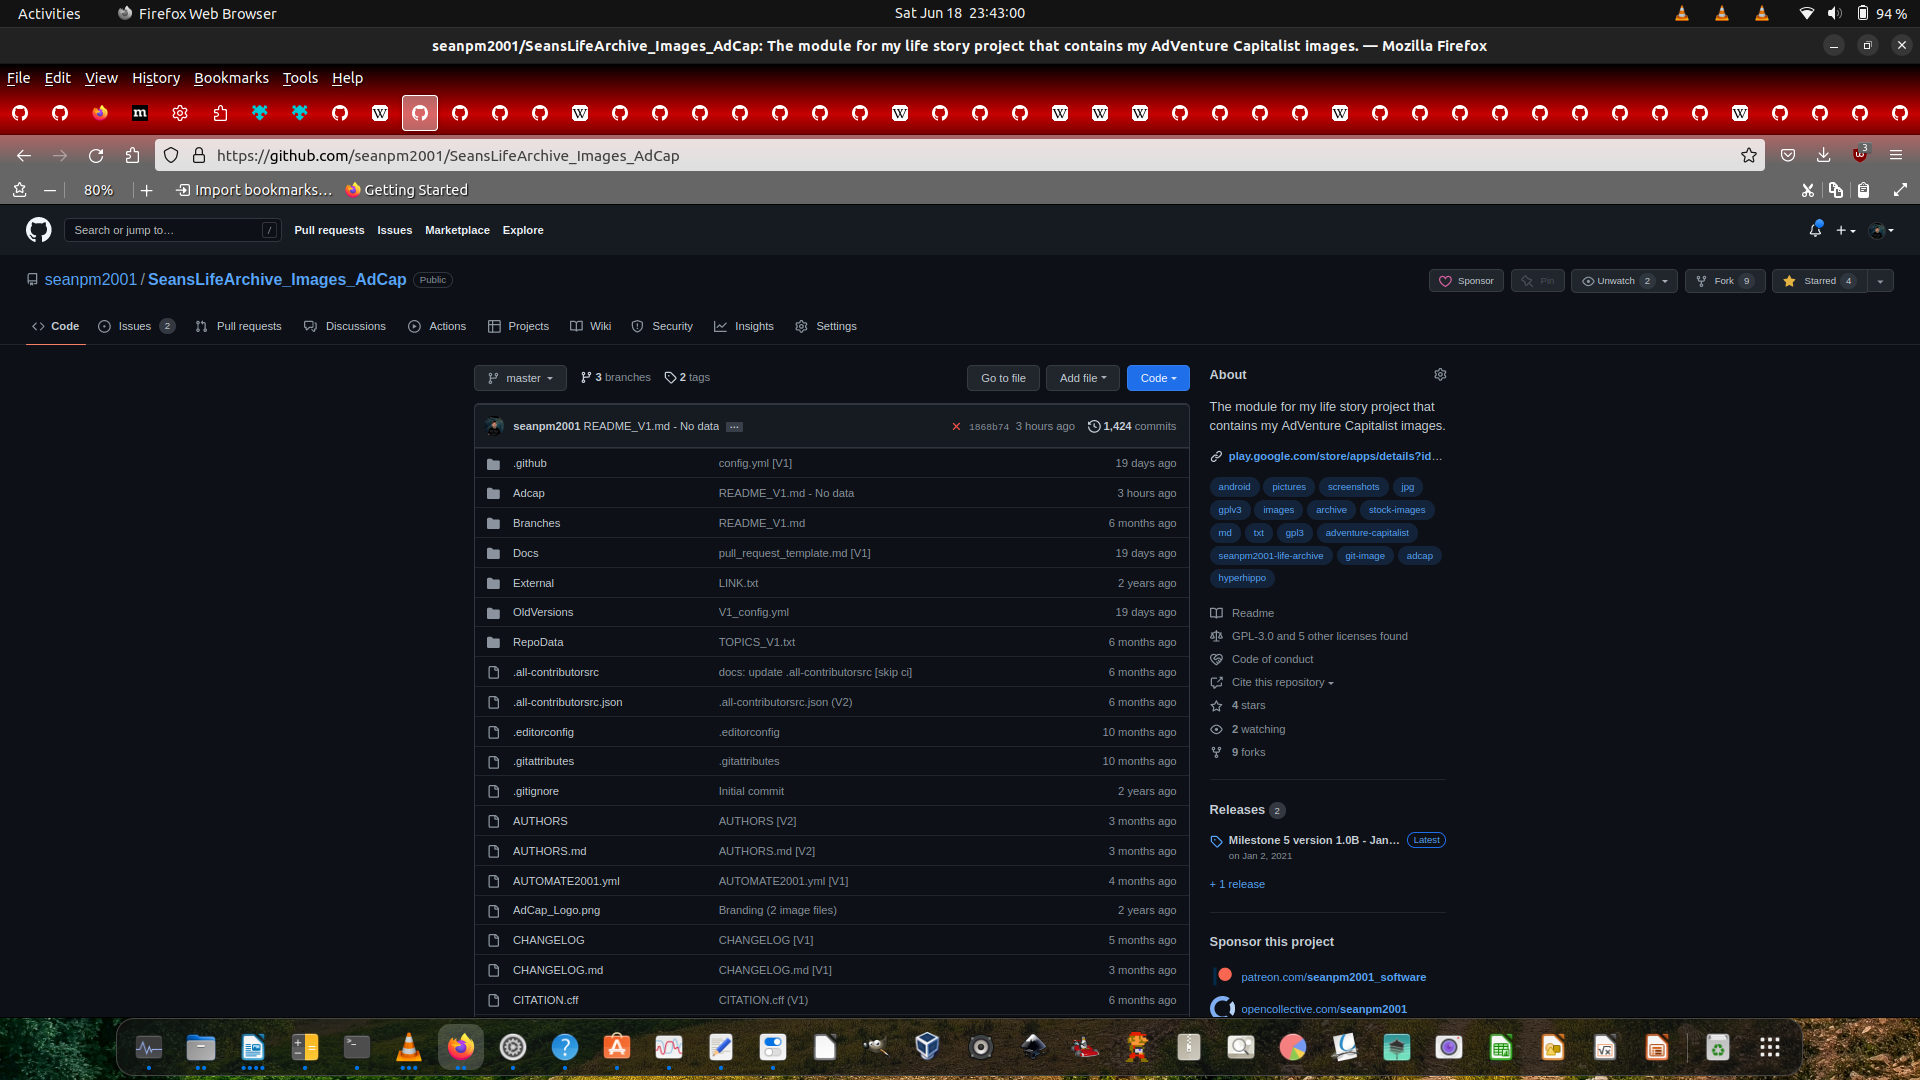 Activities Firefox Web Browser Sat Jun 18 23:43:00 94 %
seanpm2001/SeansLifeArchive_Images_AdCap: The module for my life story project that contains my AdVenture Capitalist images. — Mozilla Firefox
File Edit View History Bookmarks Tools Help
https://github.com/seanpm2001/SeansLifeArchive_Images_AdCap 3
80% Import bookmarks… Getting Started
Search or jump to… / Pull requests Issues Marketplace Explore
seanpm2001 / SeansLifeArchive_Images_AdCap Public Sponsor Pin Unwatch 2 Fork 9 Starred 4
Code Issues 2 Pull requests Discussions Actions Projects Wiki Security Insights Settings
master 3 branches 2 tags Go to file Add file Code
seanpm2001 README_V1.md - No data ... 1868b74 3 hours ago 1,424 commits
.github config.yml [V1] 19 days ago
Adcap README_V1.md - No data 3 hours ago
Branches README_V1.md 6 months ago
Docs pull_request_template.md [V1] 19 days ago
External LINK.txt 2 years ago
OldVersions V1_config.yml 19 days ago
RepoData TOPICS_V1.txt 6 months ago
.all-contributorsrc docs: update .all-contributorsrc [skip ci] 6 months ago
.all-contributorsrc.json .all-contributorsrc.json (V2) 6 months ago
.editorconfig .editorconfig 10 months ago
.gitattributes .gitattributes 10 months ago
.gitignore Initial commit 2 years ago
AUTHORS AUTHORS [V2] 3 months ago
AUTHORS.md AUTHORS.md [V2] 3 months ago
AUTOMATE2001.yml AUTOMATE2001.yml [V1] 4 months ago
AdCap_Logo.png Branding (2 image files) 2 years ago
CHANGELOG CHANGELOG [V1] 5 months ago
CHANGELOG.md CHANGELOG.md [V1] 3 months ago
CITATION.cff CITATION.cff (V1) 6 months ago
About
The module for my life story project that
contains my AdVenture Capitalist images.
play.google.com/store/apps/details?id…
android pictures screenshots jpg
gplv3 images archive stock-images
md txt gpl3 adventure-capitalist
seanpm2001-life-archive git-image adcap
hyperhippo
Readme
GPL-3.0 and 5 other licenses found
Code of conduct
Cite this repository
4 stars
2 watching
9 forks
Releases 2
Milestone 5 version 1.0B - Jan… Latest
on Jan 2, 2021
+ 1 release
Sponsor this project
patreon.com/seanpm2001_software
opencollective.com/seanpm2001